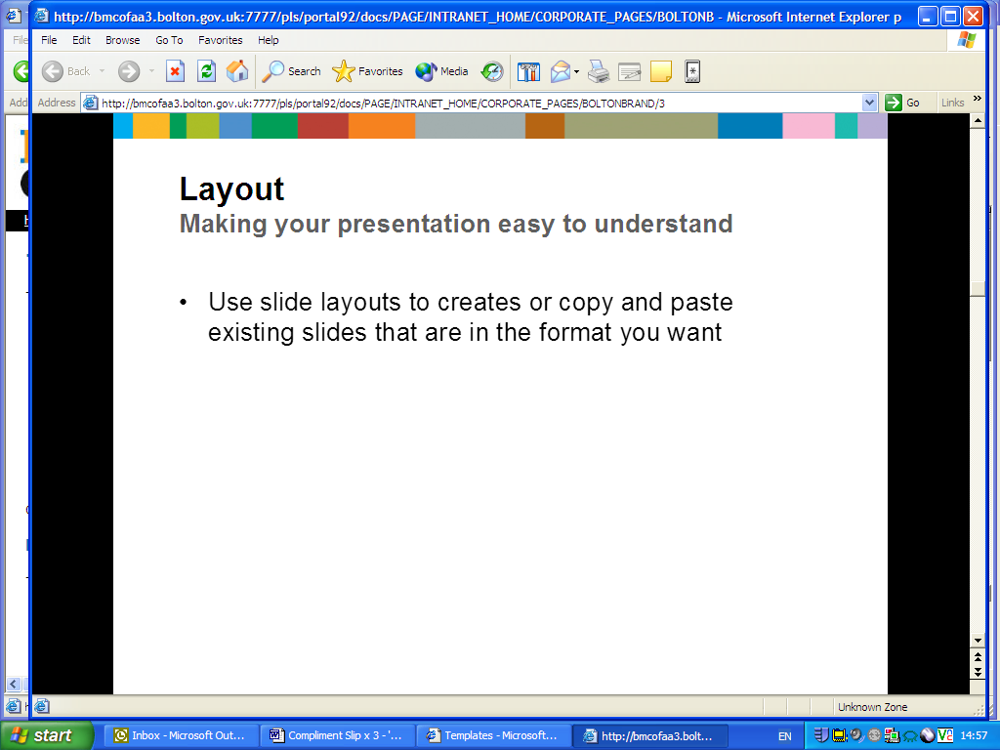 http://bmcofaa3.bolton.gov.uk:7777/pls/portal92/docs/PAGE/INTRANET_HOME/CORPORATE_PAGES/BOLTONB - Microsoft Internet Explorer p
File Edit Browse Go To Favorites Help
Back Search Favorites Media
Address http://bmcofaa3.bolton.gov.uk:7777/pls/portal92/docs/PAGE/INTRANET_HOME/CORPORATE_PAGES/BOLTONBRAND/3 Go Links »
Layout
Making your presentation easy to understand
• Use slide layouts to creates or copy and paste
existing slides that are in the format you want
Unknown Zone
start Inbox - Microsoft Out... Compliment Slip x 3 - '... Templates - Microsoft... http://bmcofaa3.bolt... EN 14:57